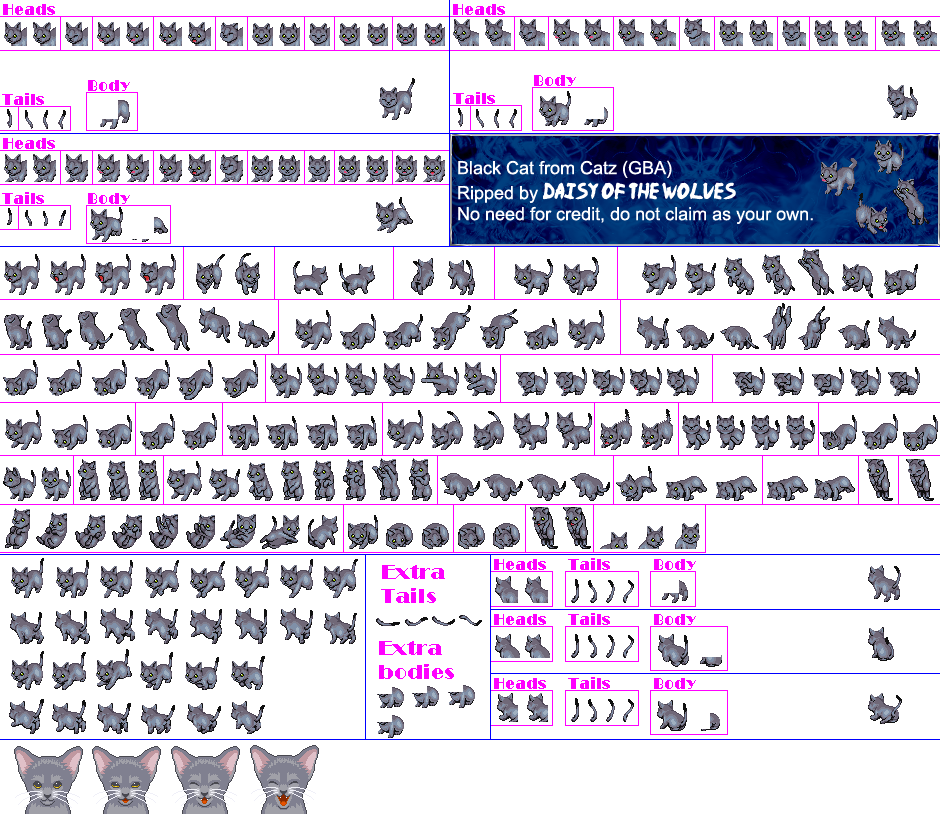 Heads
Heads
Body
Tails
Body
Tails
Heads
Black Cat from Catz (GBA)
Ripped by DAISY OF THE WOLVES
No need for credit, do not claim as your own.
Tails
Body
Extra
Tails
Extra
bodies
Heads Tails Body
Heads Tails Body
Heads Tails Body